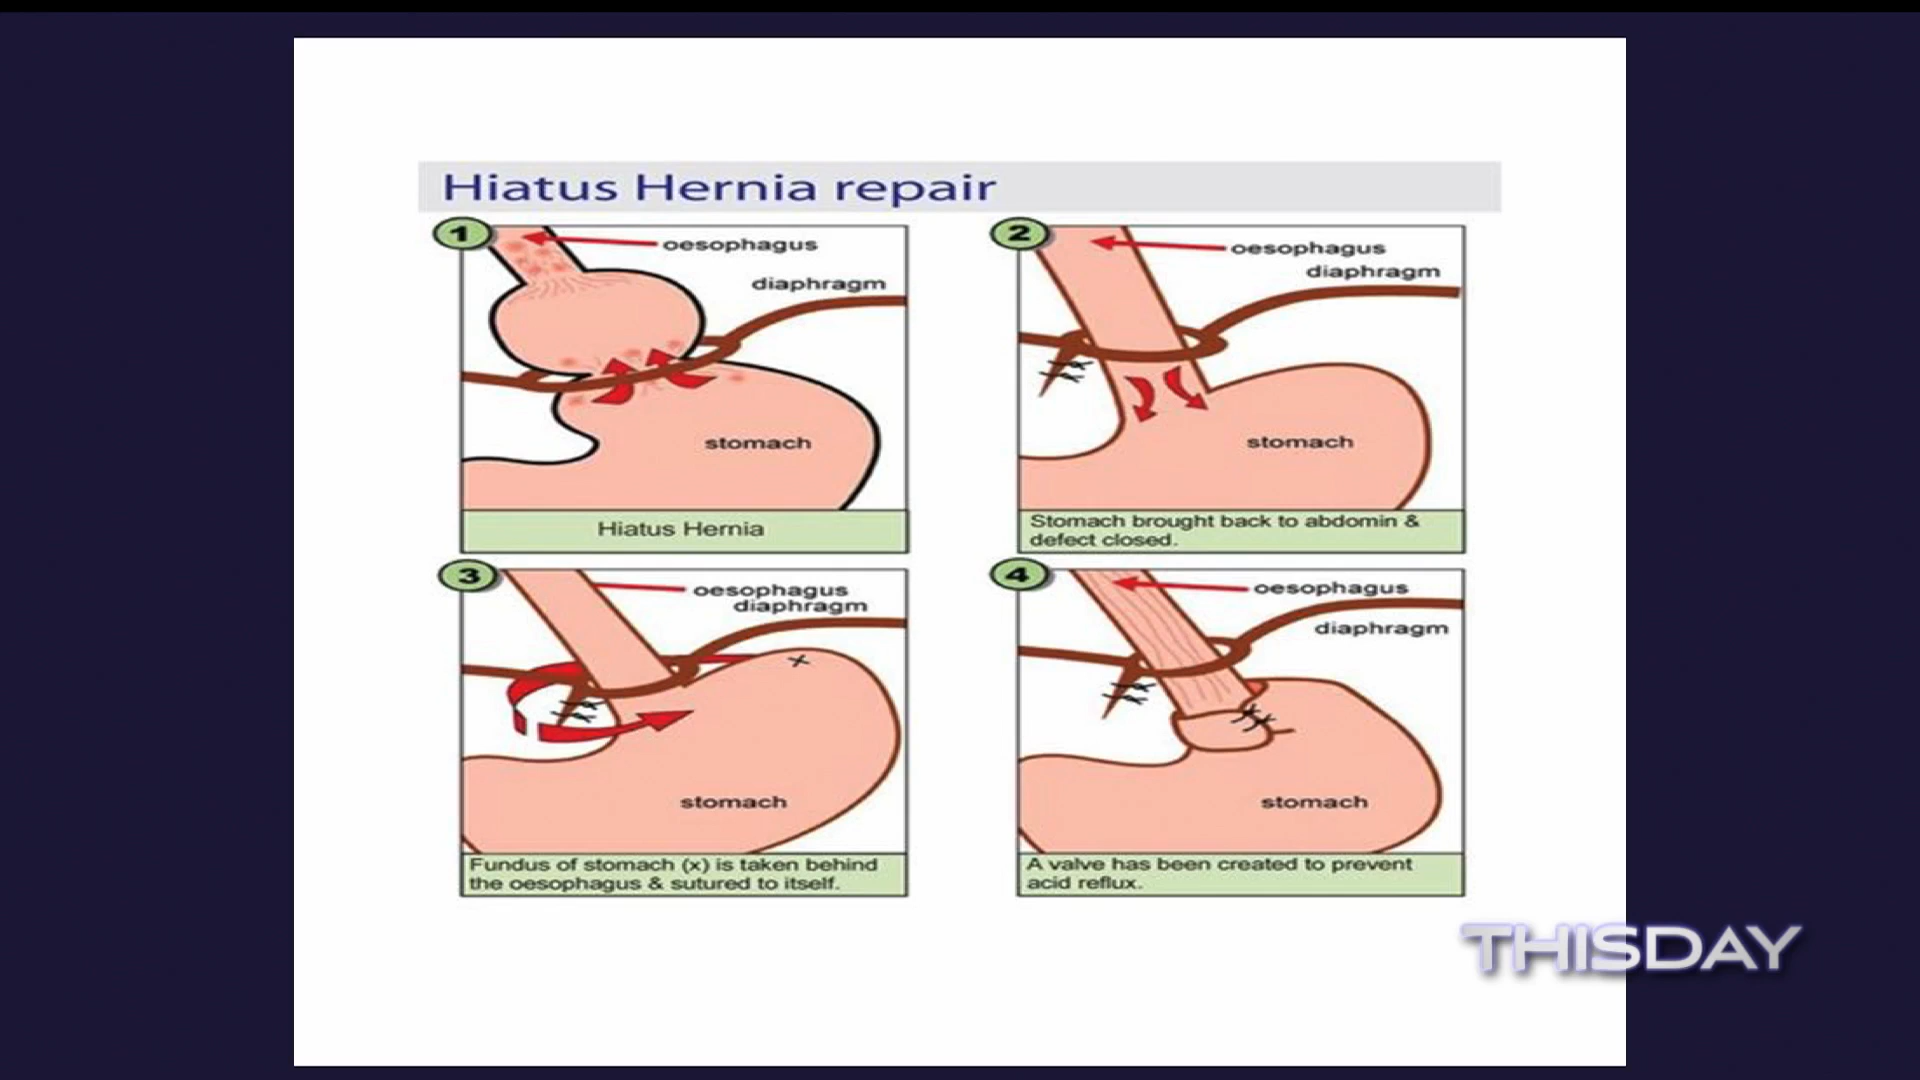 Hiatus Hernia repair
1
oesophagus
diaphragm
stomach
Hiatus Hernia
2
oesophagus
diaphragm
stomach
Stomach brought back to abdomin &
defect closed.
3
oesophagus
diaphragm
x
stomach
Fundus of stomach (x) is taken behind
the oesophagus & sutured to itself.
4
oesophagus
diaphragm
stomach
A valve has been created to prevent
acid reflux.
THISDAY